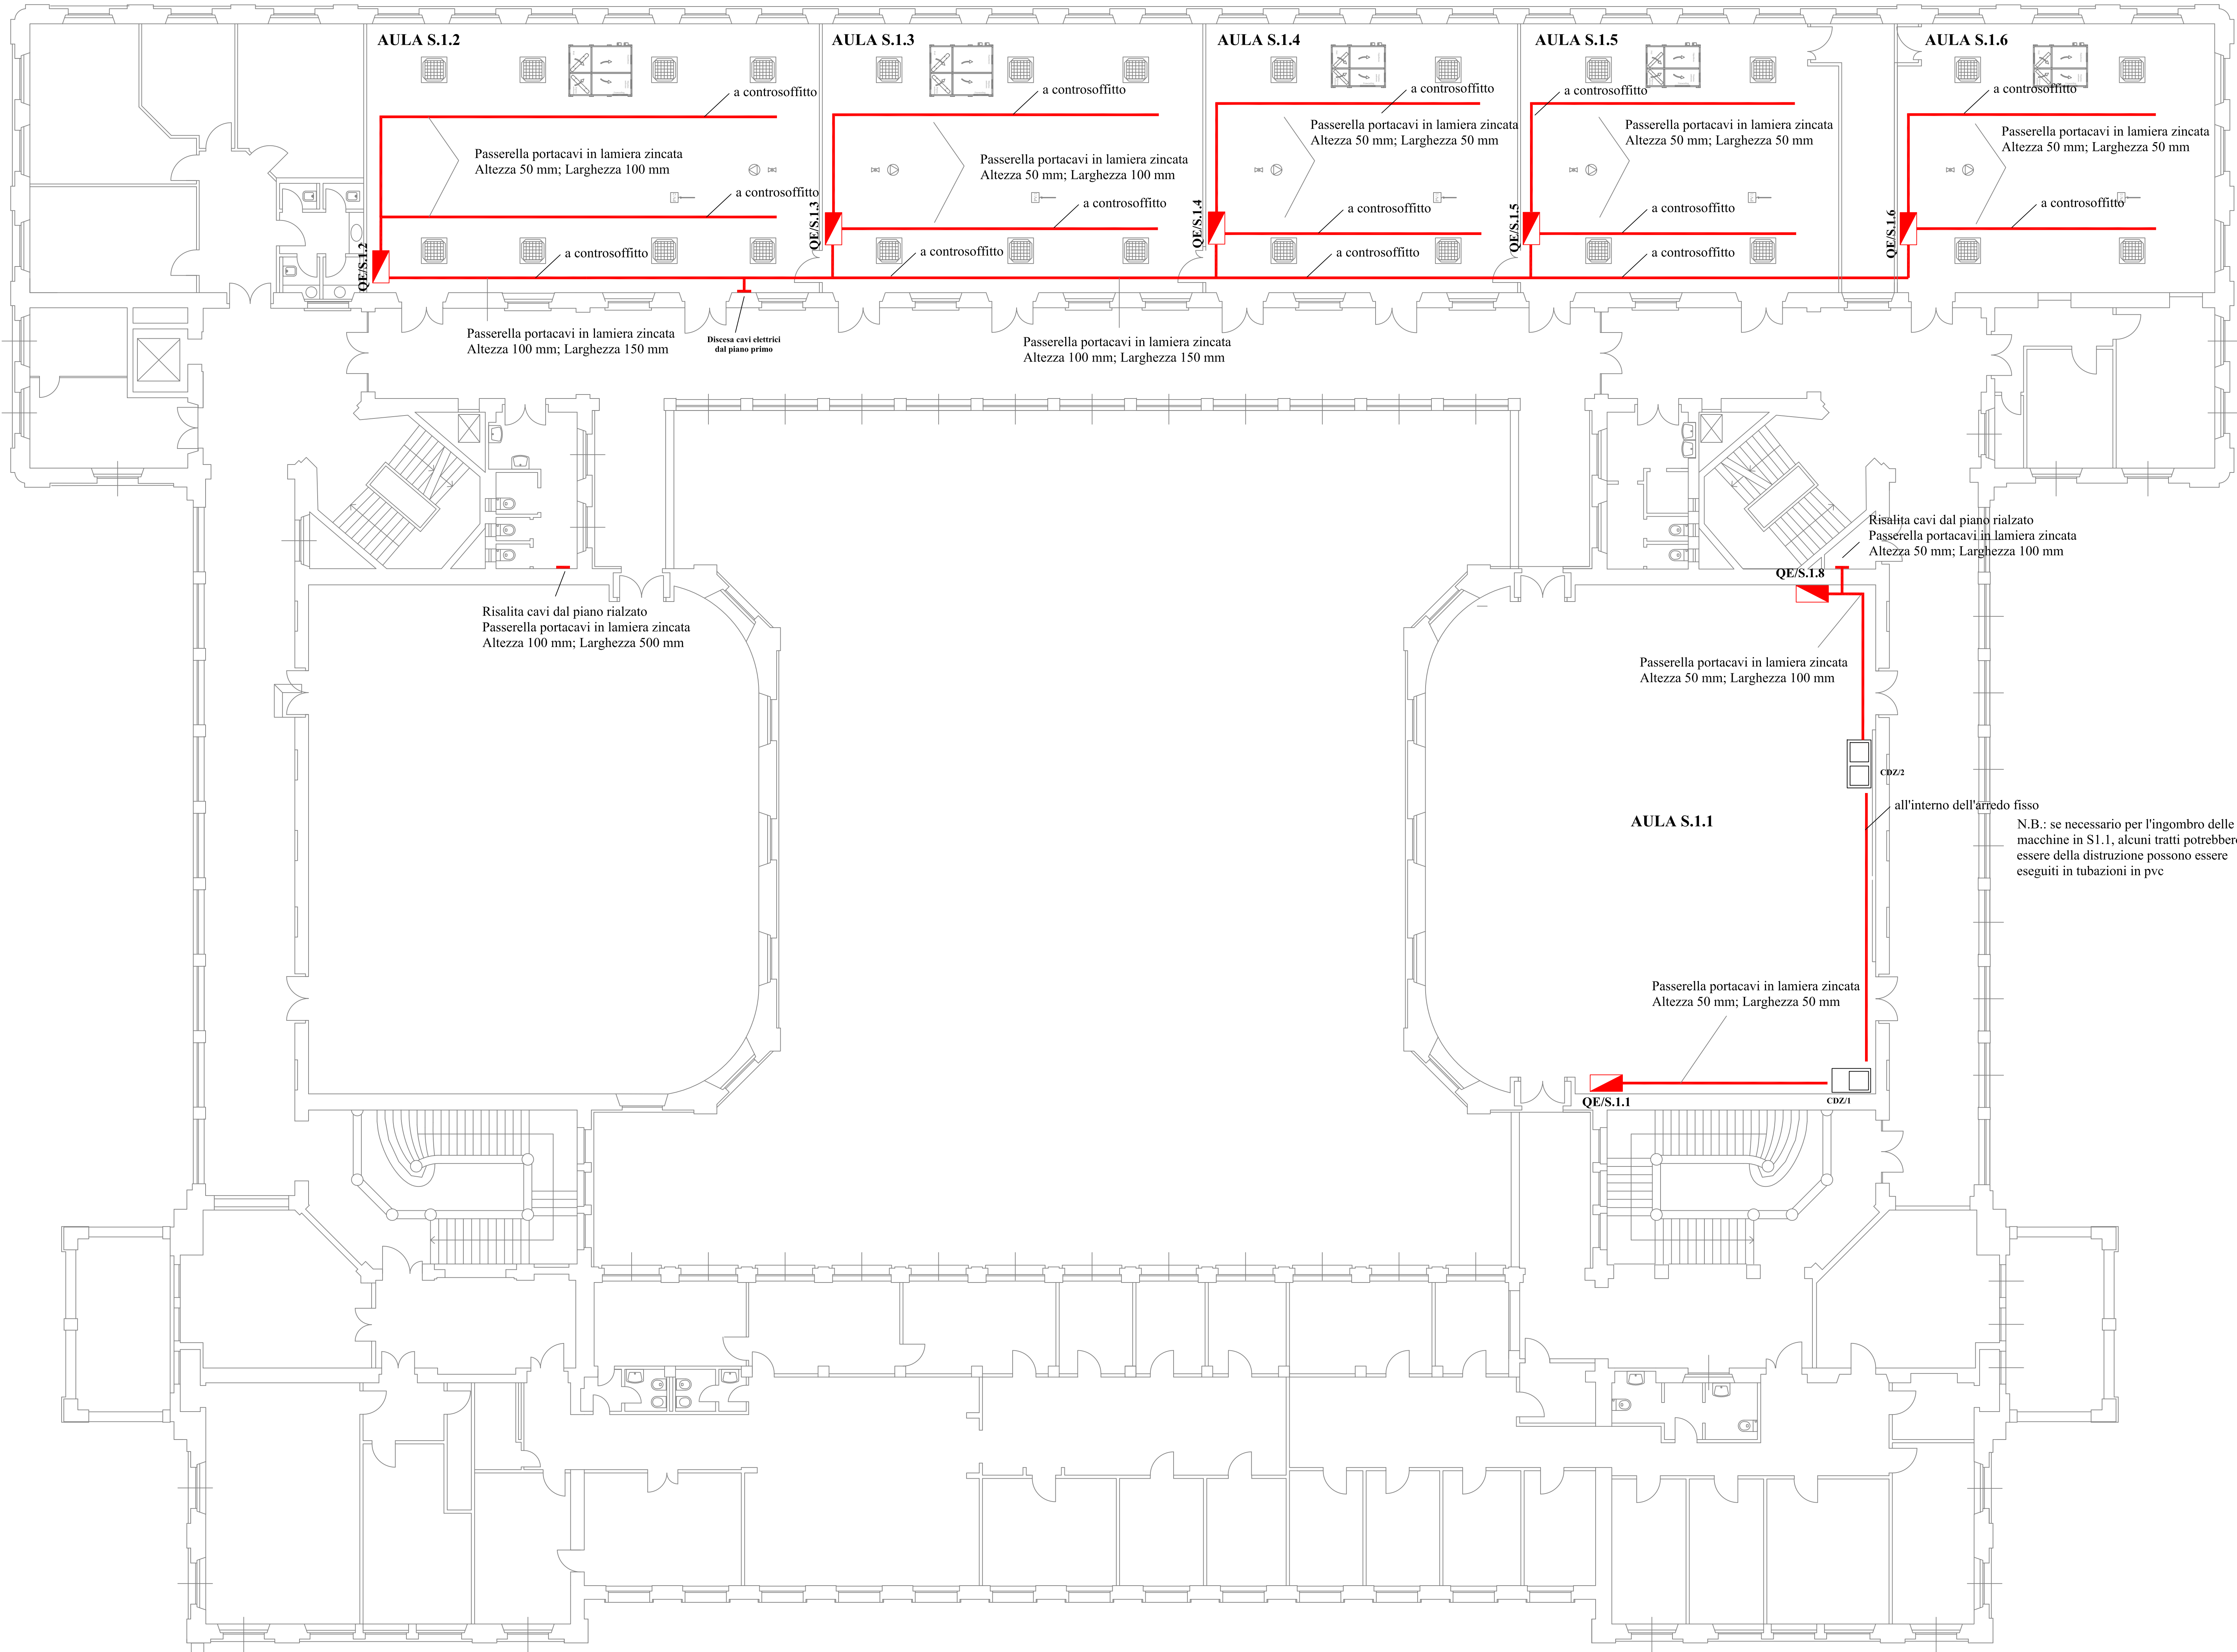 AULA S.1.2
AULA S.1.3
AULA S.1.4
AULA S.1.5
AULA S.1.6
a controsoffitto
a controsoffitto
a controsoffitto
a controsoffitto
a controsoffitto
Passerella portacavi in lamiera zincata
Altezza 50 mm; Larghezza 100 mm
Passerella portacavi in lamiera zincata
Altezza 50 mm; Larghezza 100 mm
Passerella portacavi in lamiera zincata
Altezza 50 mm; Larghezza 50 mm
Passerella portacavi in lamiera zincata
Altezza 50 mm; Larghezza 50 mm
Passerella portacavi in lamiera zincata
Altezza 50 mm; Larghezza 50 mm
a controsoffitto
a controsoffitto
a controsoffitto
a controsoffitto
a controsoffitto
QE/S.1.2
QE/S.1.3
QE/S.1.4
QE/S.1.5
QE/S.1.6
a controsoffitto
a controsoffitto
a controsoffitto
a controsoffitto
Passerella portacavi in lamiera zincata
Altezza 100 mm; Larghezza 150 mm
Discesa cavi elettrici
dal piano primo
Passerella portacavi in lamiera zincata
Altezza 100 mm; Larghezza 150 mm
Risalita cavi dal piano rialzato
Passerella portacavi in lamiera zincata
Altezza 50 mm; Larghezza 100 mm
QE/S.1.8
Risalita cavi dal piano rialzato
Passerella portacavi in lamiera zincata
Altezza 100 mm; Larghezza 500 mm
Passerella portacavi in lamiera zincata
Altezza 50 mm; Larghezza 100 mm
CDZ/2
all'interno dell'arredo fisso
AULA S.1.1
N.B.: se necessario per l'ingombro delle
macchine in S1.1, alcuni tratti potrebbero
essere della distruzione possono essere
eseguiti in tubazioni in pvc
Passerella portacavi in lamiera zincata
Altezza 50 mm; Larghezza 50 mm
QE/S.1.1
CDZ/1